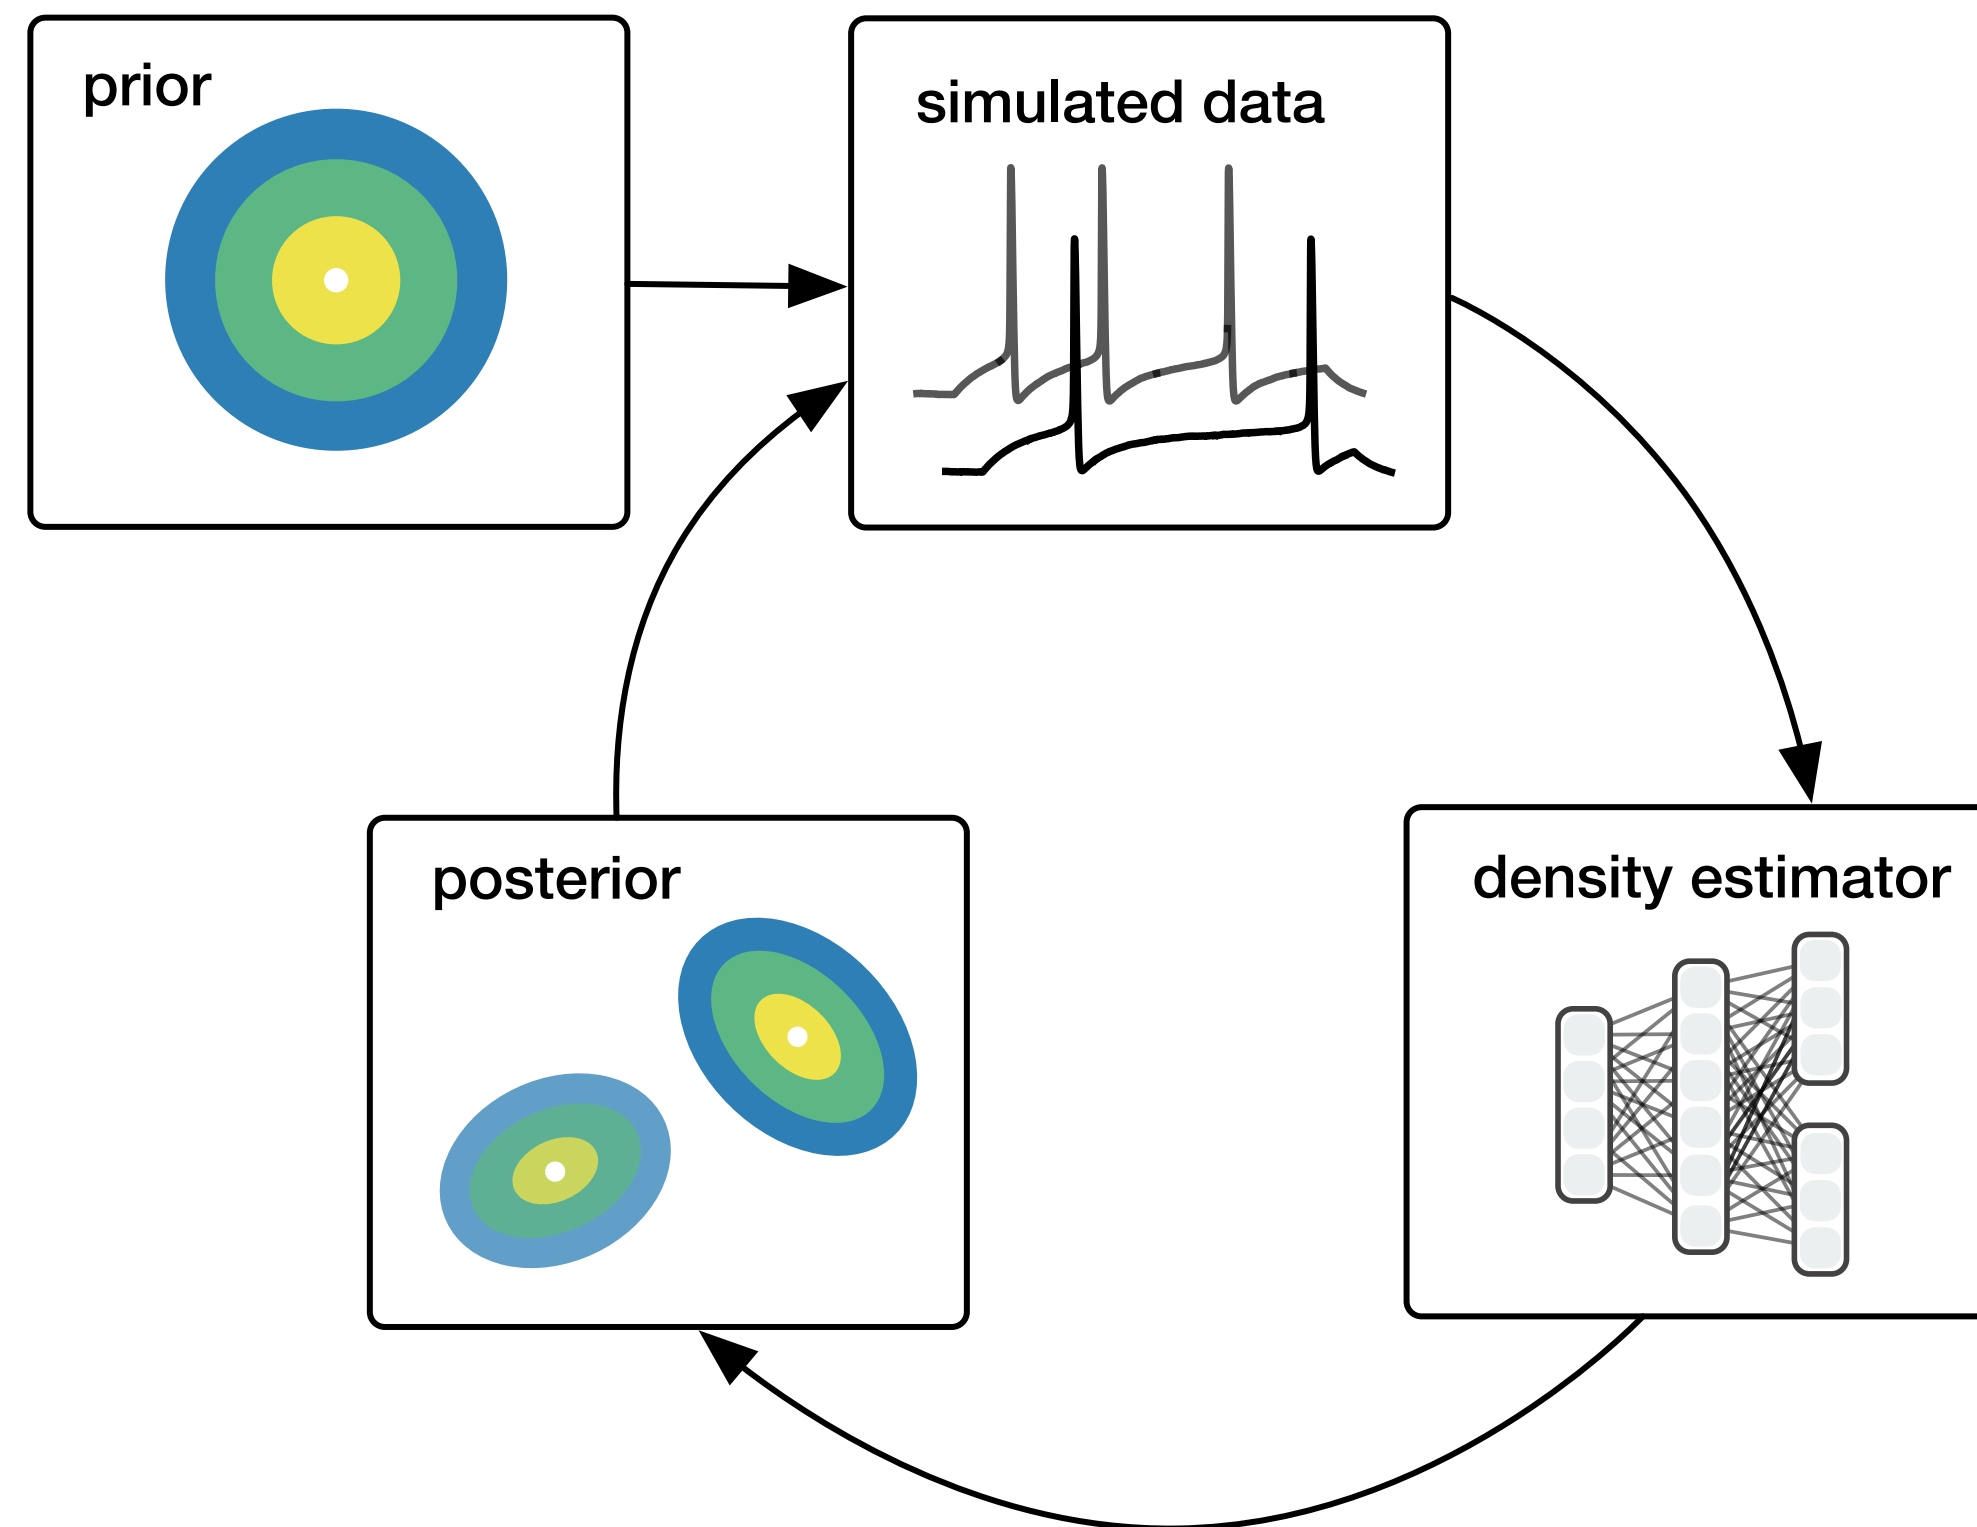 prior
simulated data
posterior
density estimator